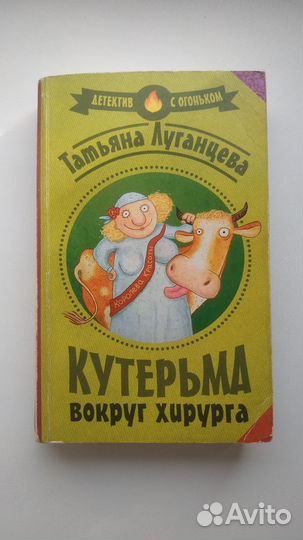 ДЕТЕКТИВ С ОГОНЬКОМ
Татьяна Луганцева
КОРОЛЕВА КРАСОТЫ
КУТЕРЬМА
ВОКРУГ ХИРУРГА
Avito